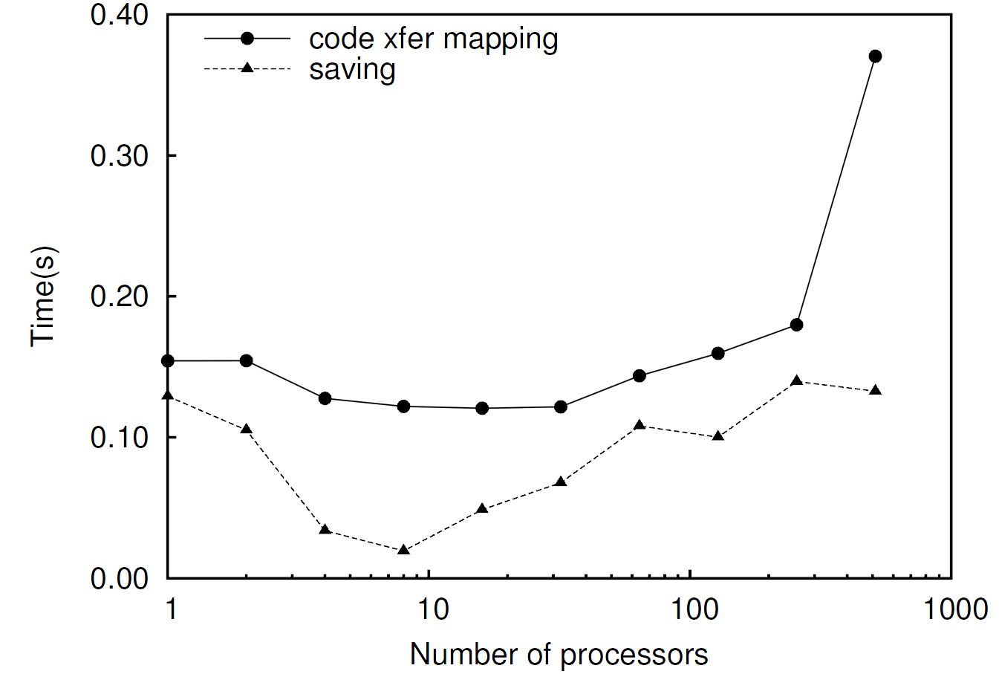 0.40
code xfer mapping
saving
0.30
Time(s)
0.20
0.10
0.00
1 10 100 1000
Number of processors